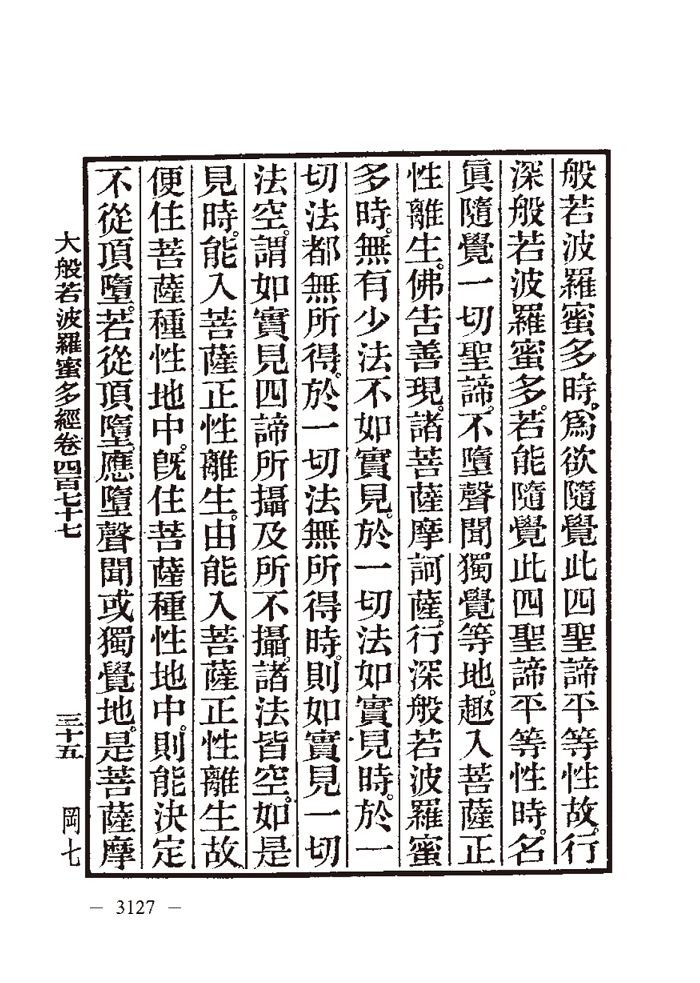 般若波羅蜜多時。為欲隨覺此四聖諦平等性故。行
深般若波羅蜜多。若能隨覺此四聖諦平等性時。名
眞隨覺一切聖諦。不墮聲聞獨覺等地。趣入菩薩正
性離生。佛告善現。諸菩薩摩訶薩。行深般若波羅蜜
多時。無有少法不如實見。於一切法如實見時。於一
切法都無所得。於一切法無所得時。則如實見一切
法空。謂如實見四諦所攝及所不攝。諸法皆空。如是
見時。能入菩薩正性離生。由能入菩薩正性離生故
便住菩薩種性地中。旣住菩薩種性地中。則能決定
不從頂墮。若從頂墮應墮聲聞或獨覺地。是菩薩摩
大般若波羅蜜多經卷四百七十七 三十五 岡七
— 3127 —